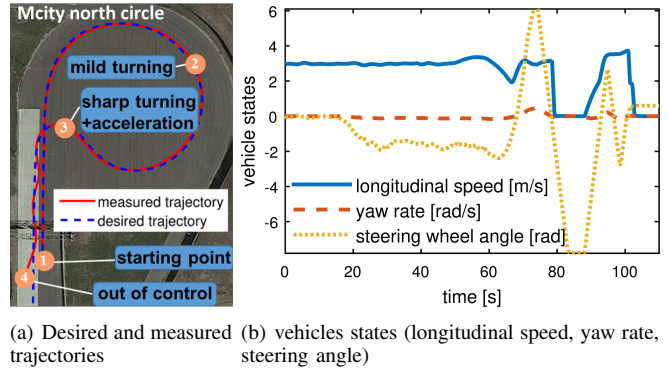 Mcity north circle
mild turning
2
sharp turning
+acceleration
3
measured trajectory
desired trajectory
1
starting point
4
out of control
6
4
2
0
-2
-4
-6
vehicle states
longitudinal speed [m/s]
yaw rate [rad/s]
steering wheel angle [rad]
0
20
40
60
80
100
time [s]
(a) Desired and measured
trajectories
(b) vehicles states (longitudinal speed, yaw rate,
steering angle)